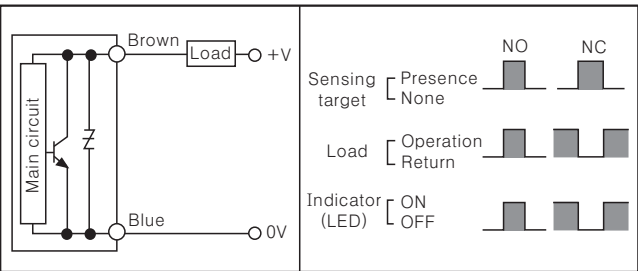 Brown
Load
+V
Main circuit
Blue
0V
NO NC
Sensing target
Presence
None
Load
Operation
Return
Indicator (LED)
ON
OFF